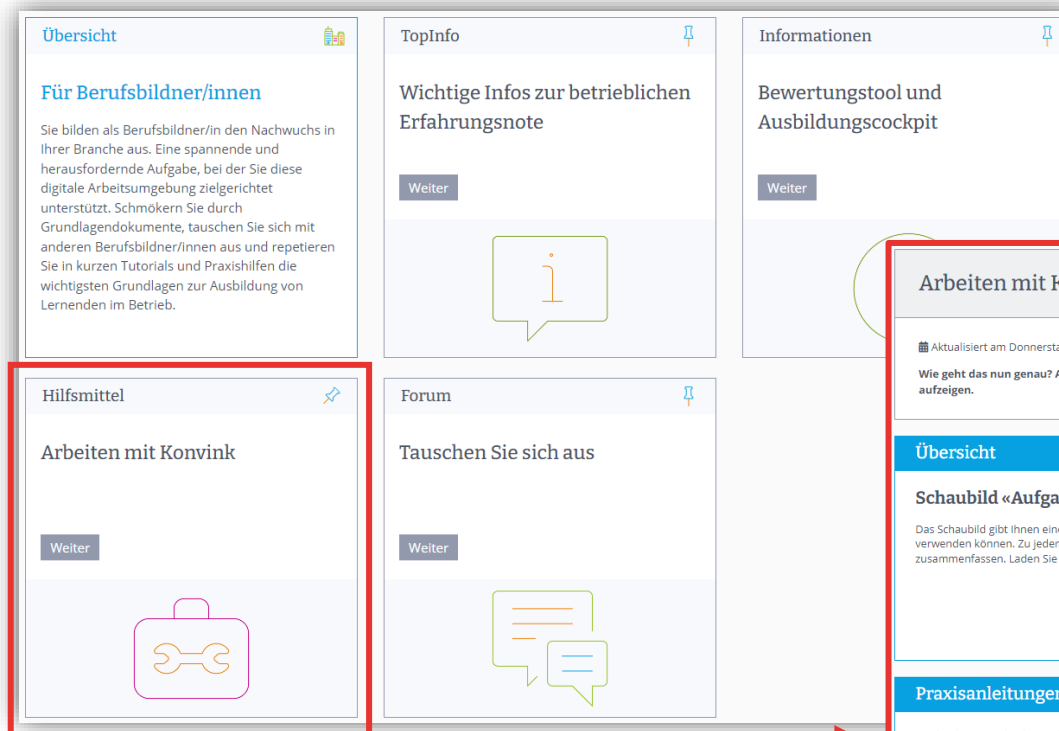 Übersicht
Für Berufsbildner/innen
Sie bilden als Berufsbildner/in den Nachwuchs in
Ihrer Branche aus. Eine spannende und
herausfordernde Aufgabe, bei der Sie diese
digitale Arbeitsumgebung zielgerichtet
unterstützt. Schmökern Sie durch
Grundlagendokumente, tauschen Sie sich mit
anderen Berufsbildner/innen aus und repetieren
Sie in kurzen Tutorials und Praxishilfen die
wichtigsten Grundlagen zur Ausbildung von
Lernenden im Betrieb.
TopInfo
Wichtige Infos zur betrieblichen
Erfahrungsnote
Weiter
Informationen
Bewertungstool und
Ausbildungscockpit
Weiter
Hilfsmittel
Arbeiten mit Konvink
Weiter
Forum
Tauschen Sie sich aus
Weiter
Arbeiten mit
Aktualisiert am
Wie geht das nun genau?
aufzeigen.
Übersicht
Schaubild
Das Schaubild gibt Ihnen
verwenden können. Zu
zusammenfassen. Laden Sie